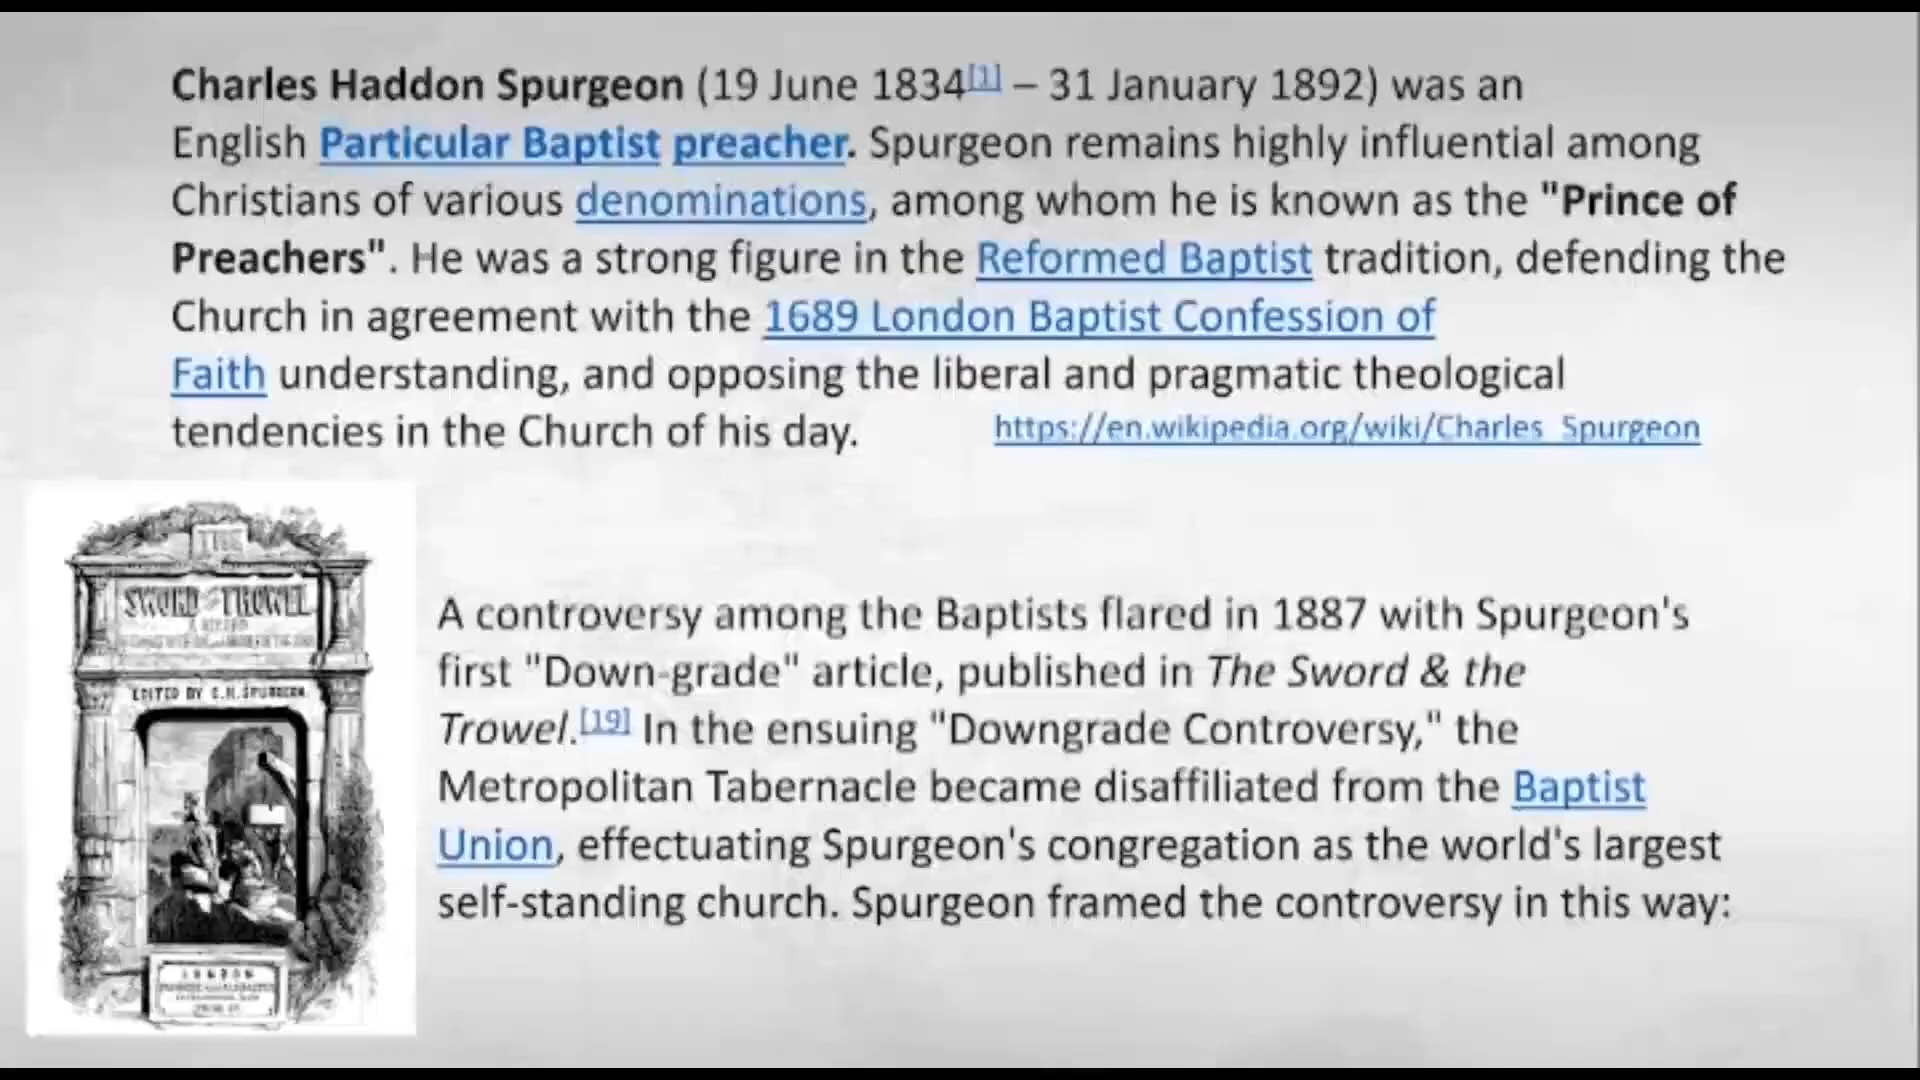 Charles Haddon Spurgeon (19 June 1834[1] – 31 January 1892) was an
English Particular Baptist preacher. Spurgeon remains highly influential among
Christians of various denominations, among whom he is known as the "Prince of
Preachers". He was a strong figure in the Reformed Baptist tradition, defending the
Church in agreement with the 1689 London Baptist Confession of
Faith understanding, and opposing the liberal and pragmatic theological
tendencies in the Church of his day.
https://en.wikipedia.org/wiki/Charles_Spurgeon
THE
SWORD AND THE TROWEL
EDITED BY C.H. SPURGEON.
LONDON
A controversy among the Baptists flared in 1887 with Spurgeon's
first "Down-grade" article, published in The Sword & the
Trowel.[19] In the ensuing "Downgrade Controversy," the
Metropolitan Tabernacle became disaffiliated from the Baptist
Union, effectuating Spurgeon's congregation as the world's largest
self-standing church. Spurgeon framed the controversy in this way: